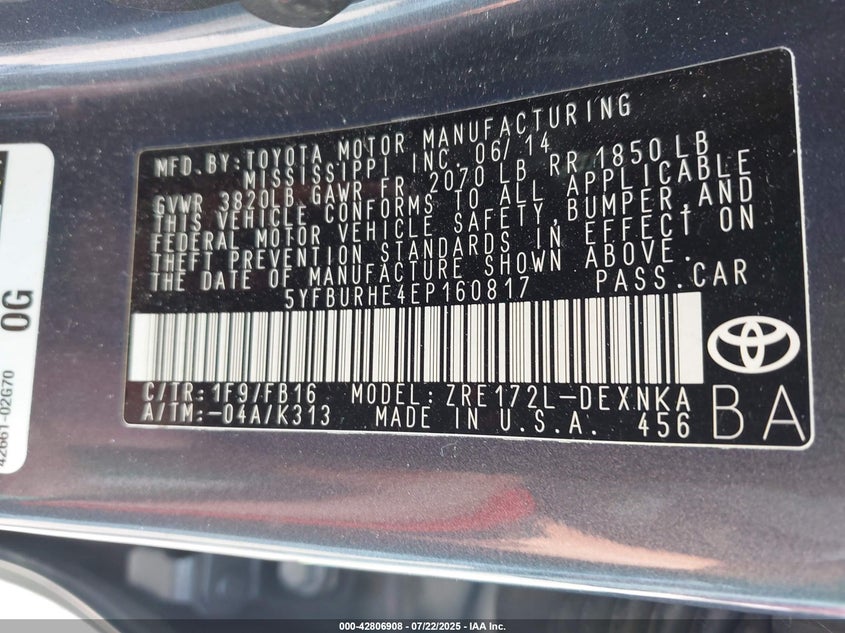 MFD.BY:TOYOTA MOTOR MANUFACTURING
MISSISSIPPI INC. 06/14
GVWR 3820LB GAWR FR 2070 LB RR 1850 LB
THIS VEHICLE CONFORMS TO ALL APPLICABLE
FEDERAL MOTOR VEHICLE SAFETY,BUMPER,AND
THEFT PREVENTION STANDARDS IN EFFECT ON
THE DATE OF MANUFACTURE SHOWN ABOVE.
5YFBURHE4EP160817 PASS.CAR
C/TR: 1F9/FB16 MODEL: ZRE172L-DEXNKA
A/TM:-04A/K313 MADE IN U.S.A. 456
BA
0G
42661-02G70
000-42806908 - 07/22/2025 - IAA Inc.